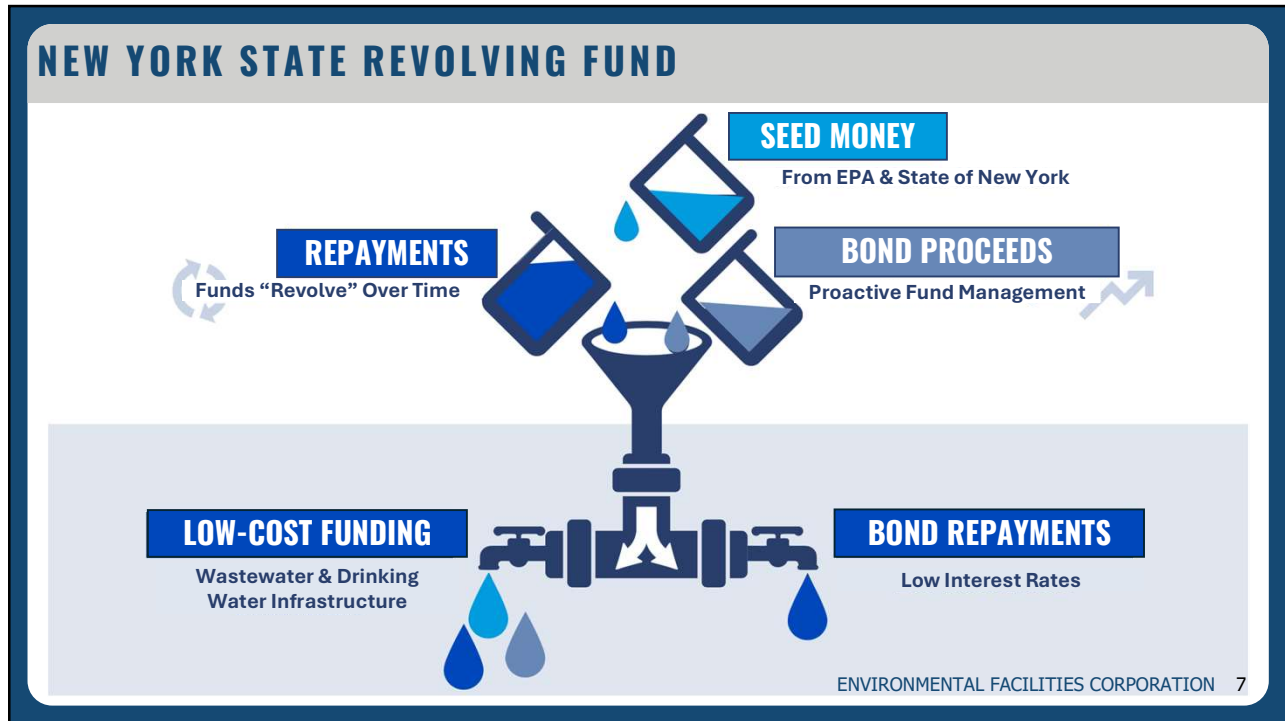 NEW YORK STATE REVOLVING FUND
SEED MONEY
From EPA & State of New York
REPAYMENTS
Funds “Revolve” Over Time
BOND PROCEEDS
Proactive Fund Management
LOW-COST FUNDING
Wastewater & Drinking
Water Infrastructure
BOND REPAYMENTS
Low Interest Rates
ENVIRONMENTAL FACILITIES CORPORATION 7